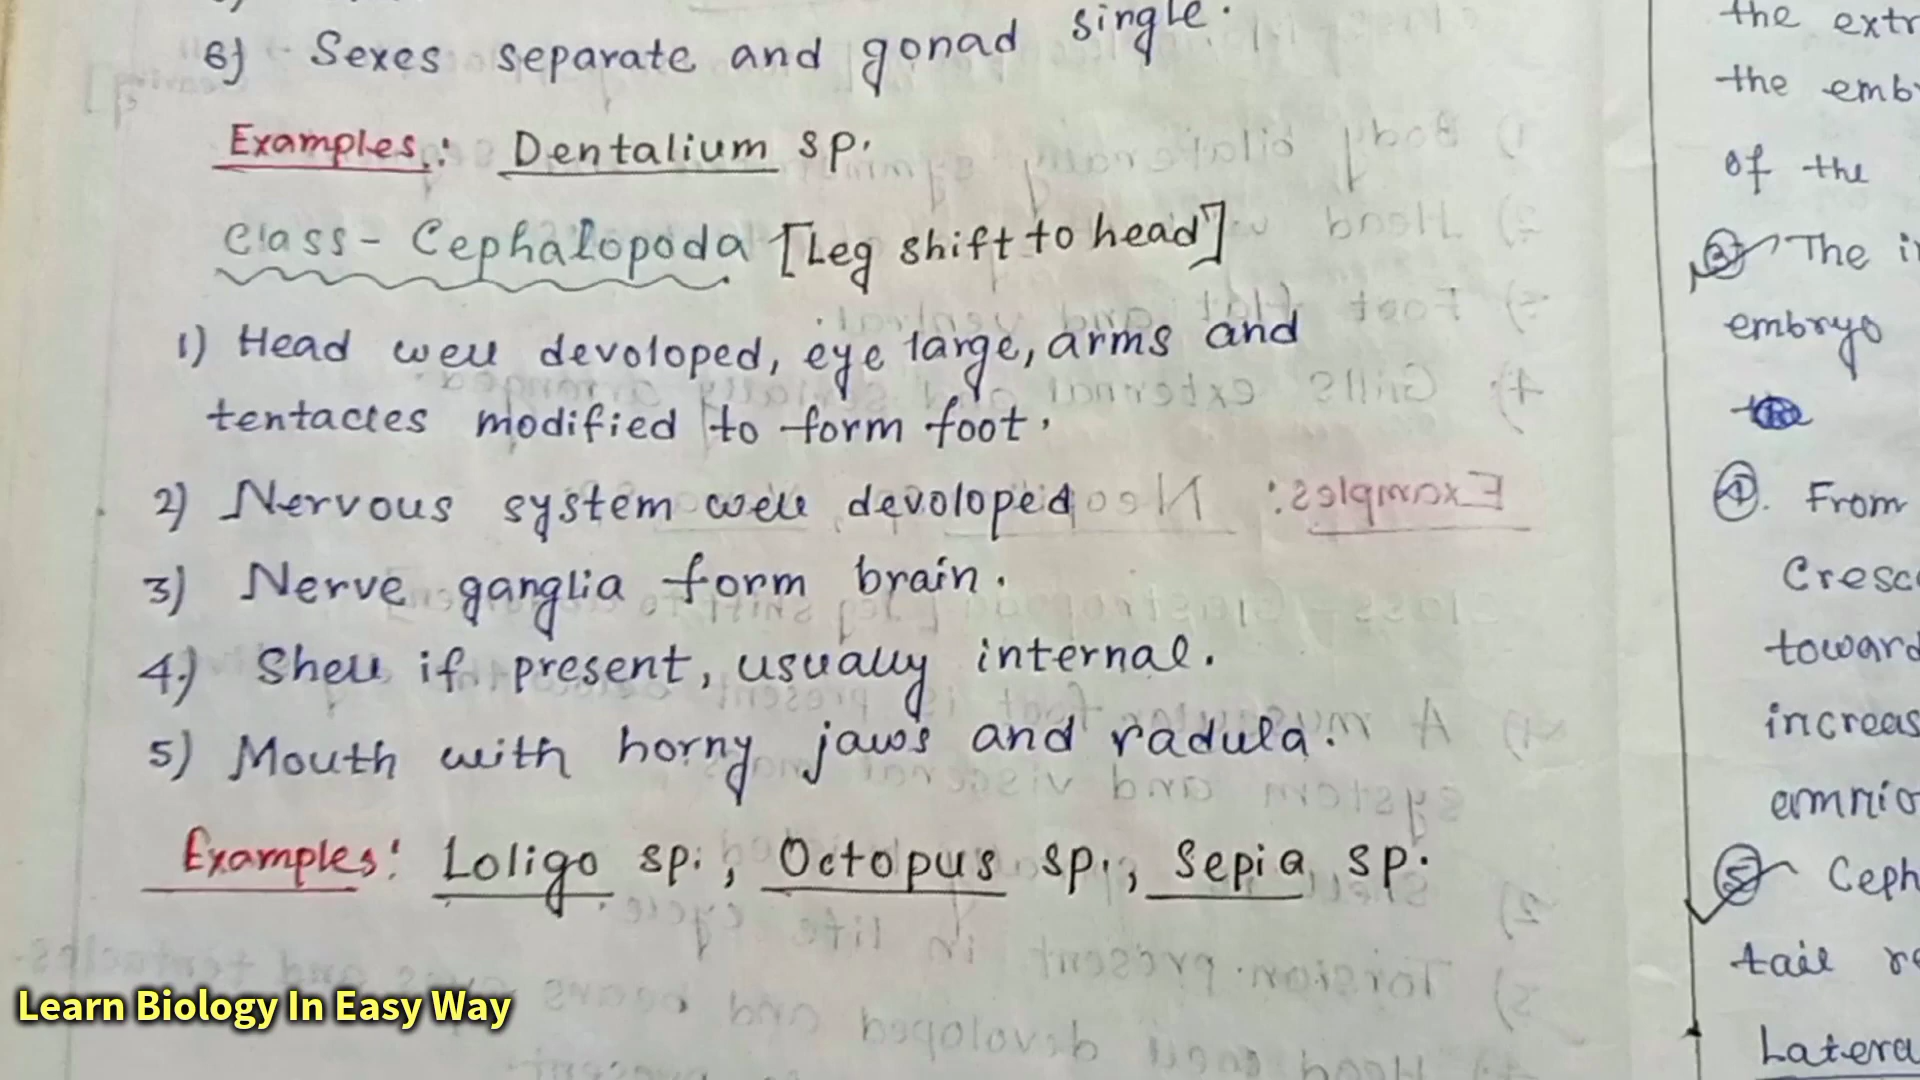 6) Sexes separate and gonad single.
Examples: Dentalium sp.
Class - Cephalopoda [Leg shift to head]
1) Head well devoloped, eye large, arms and
tentacles modified to form foot.
2) Nervous system well devoloped
3) Nerve ganglia form brain.
4) Shell if present, usually internal.
5) Mouth with horny jaws and radula.
Examples: Loligo sp., Octopus sp., Sepia sp.
the extr
the emb
of the
3) The i
embryo
4. From
Cresc
toward
increas
amnio
5) Ceph
tail re
Latera
Learn Biology In Easy Way